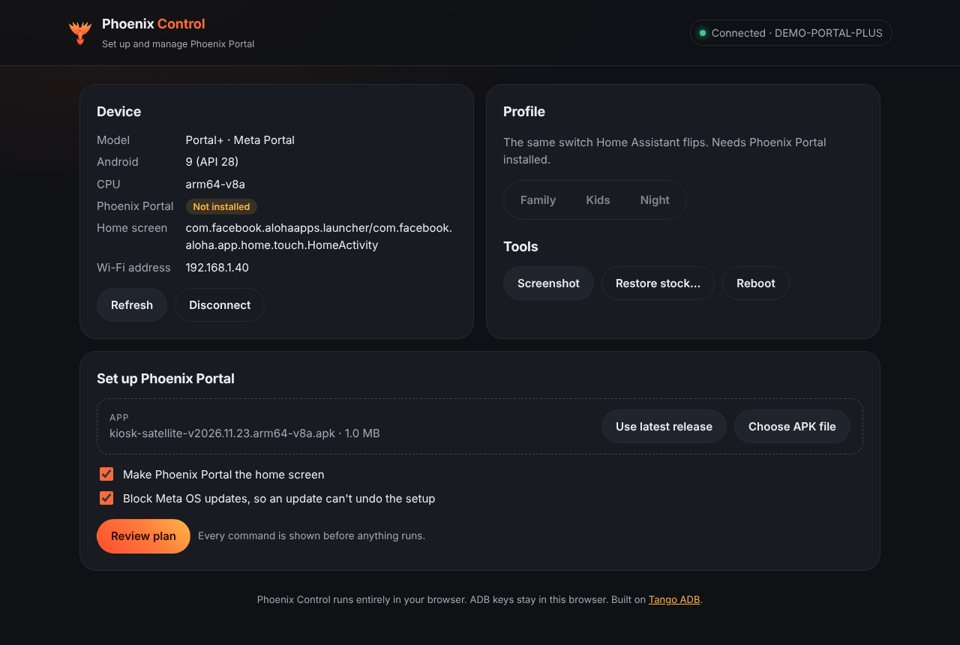 Phoenix Control
Set up and manage Phoenix Portal
Connected · DEMO-PORTAL-PLUS
Device
Model Portal+ · Meta Portal
Android 9 (API 28)
CPU arm64-v8a
Phoenix Portal Not installed
Home screen com.facebook.alohaapps.launcher/com.facebook.
aloha.app.home.touch.HomeActivity
Wi-Fi address 192.168.1.40
Refresh Disconnect
Profile
The same switch Home Assistant flips. Needs Phoenix Portal
installed.
Family Kids Night
Tools
Screenshot Restore stock... Reboot
Set up Phoenix Portal
APP
kiosk-satellite-v2026.11.23.arm64-v8a.apk · 1.0 MB
Use latest release Choose APK file
Make Phoenix Portal the home screen
Block Meta OS updates, so an update can't undo the setup
Review plan Every command is shown before anything runs.
Phoenix Control runs entirely in your browser. ADB keys stay in this browser. Built on Tango ADB.